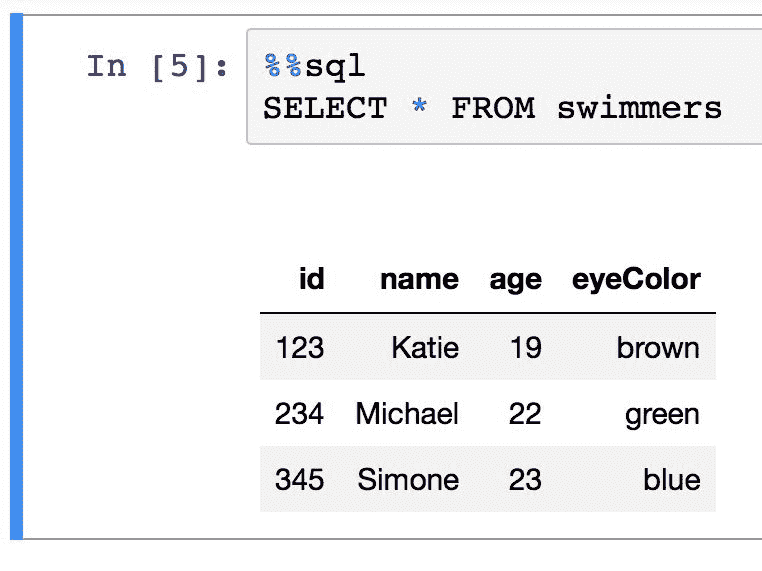 In [5]: %%sql
SELECT * FROM swimmers
id name age eyeColor
123 Katie 19 brown
234 Michael 22 green
345 Simone 23 blue